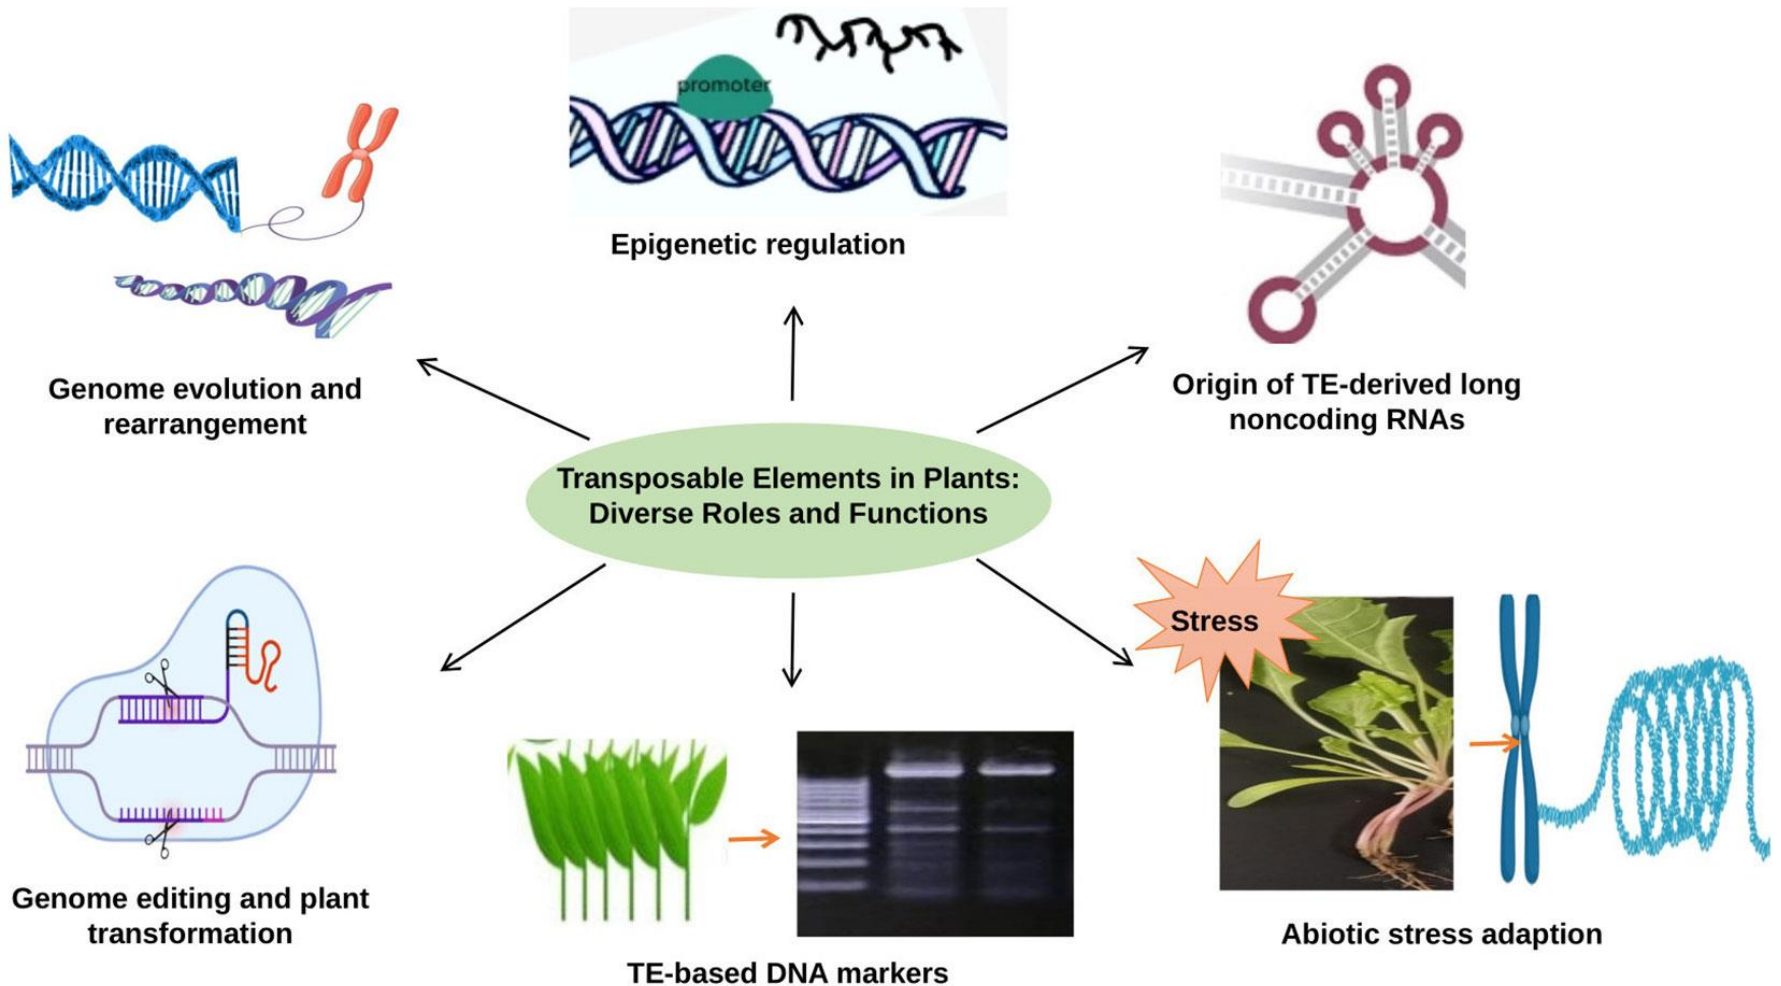 promoter
Epigenetic regulation
Genome evolution and
rearrangement
Origin of TE-derived long
noncoding RNAs
Transposable Elements in Plants:
Diverse Roles and Functions
Stress
Genome editing and plant
transformation
TE-based DNA markers
Abiotic stress adaption